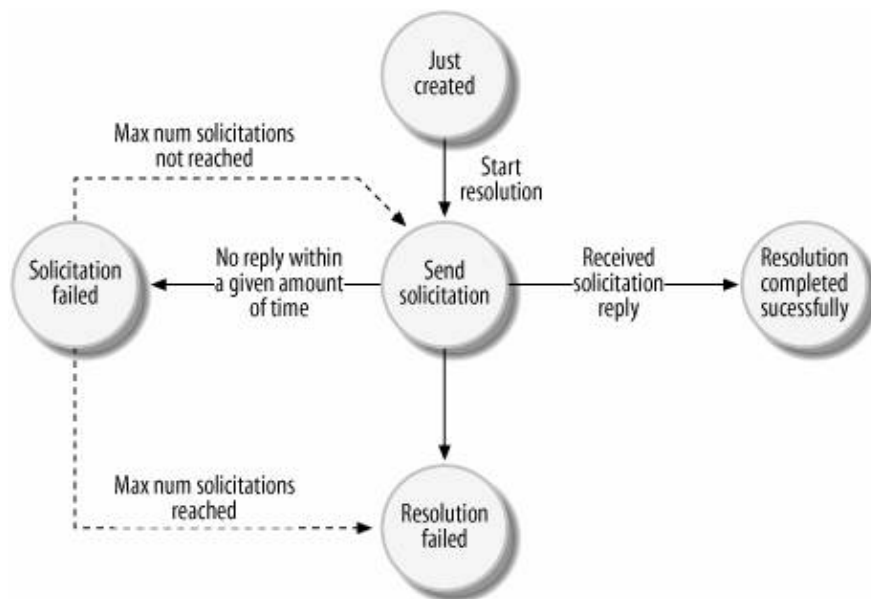 Just
created
Max num solicitations
not reached
Start
resolution
Solicitation
failed
No reply within
a given amount
of time
Send
solicitation
Received
solicitation
reply
Resolution
completed
sucessfully
Max num solicitations
reached
Resolution
failed